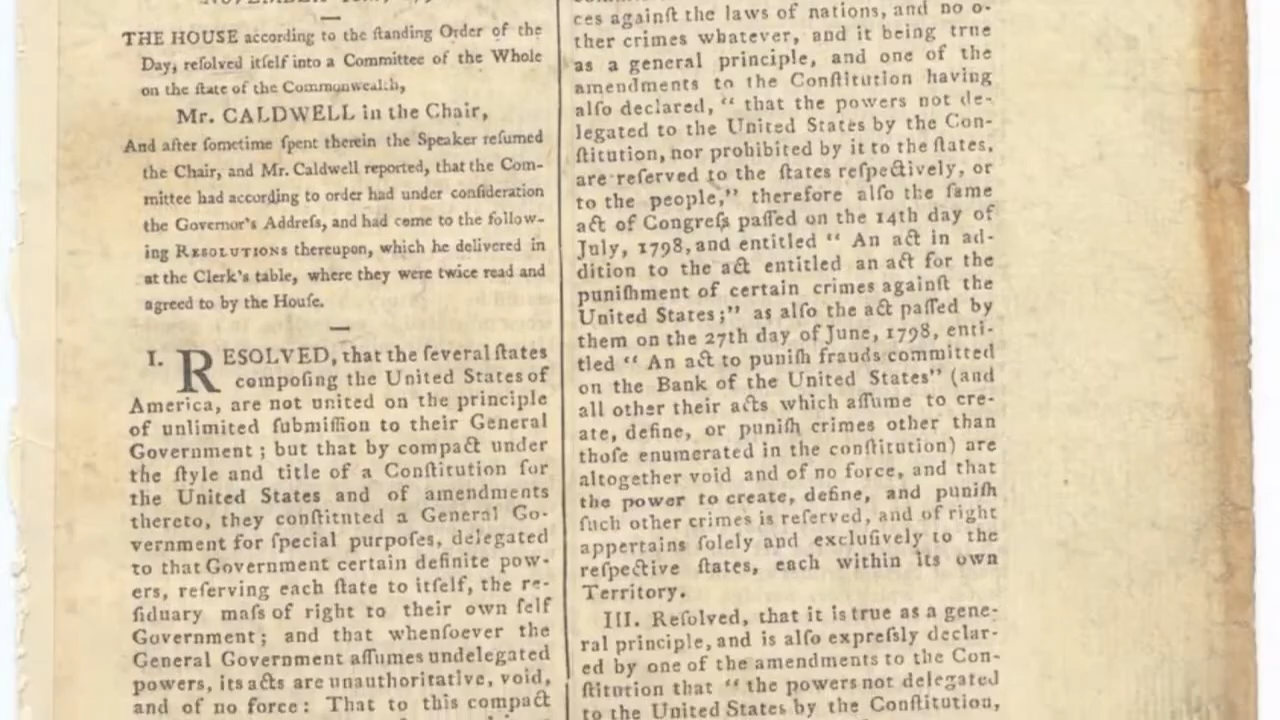 THE HOUSE according to the ſtanding Order of the
Day, reſolved itſelf into a Committee of the Whole
on the ſtate of the Commonwealth,
Mr. CALDWELL in the Chair,
And after ſometime ſpent therein the Speaker reſumed
the Chair, and Mr. Caldwell reported, that the Com-
mittee had according to order had under conſideration
the Governor's Addreſs, and had come to the follow-
ing RESOLUTIONS thereupon, which he delivered in
at the Clerk's table, where they were twice read and
agreed to by the Houſe.
I. RESOLVED, that the ſeveral ſtates
compoſing the United States of
America, are not united on the principle
of unlimited ſubmiſſion to their General
Government; but that by compact under
the ſtyle and title of a Conſtitution for
the United States and of amendments
thereto, they conſtituted a General Go-
vernment for ſpecial purpoſes, delegated
to that Government certain definite pow-
ers, reſerving each ſtate to itſelf, the re-
ſiduary maſs of right to their own ſelf
Government; and that whenſoever the
General Government aſſumes undelegated
powers, its acts are unauthoritative, void,
and of no force: That to this compact
ces againſt the laws of nations, and no o-
ther crimes whatever, and it being true
as a general principle, and one of the
amendments to the Conſtitution having
alſo declared, "that the powers not de-
legated to the United States by the Con-
ſtitution, nor prohibited by it to the ſtates,
are reſerved to the ſtates reſpectively, or
to the people," therefore alſo the ſame
act of Congreſs paſſed on the 14th day of
July, 1798, and entitled "An act in ad-
dition to the act entitled an act for the
puniſhment of certain crimes againſt the
United States;" as alſo the act paſſed by
them on the 27th day of June, 1798, enti-
tled "An act to puniſh frauds committed
on the Bank of the United States" (and
all other their acts which aſſume to cre-
ate, define, or puniſh crimes other than
thoſe enumerated in the conſtitution) are
altogether void and of no force, and that
the power to create, define, and puniſh
ſuch other crimes is reſerved, and of right
appertains ſolely and excluſively to the
reſpective ſtates, each within its own
Territory.
III. Reſolved, that it is true as a gene-
ral principle, and is alſo expreſsly declar-
ed by one of the amendments to the Con-
ſtitution that "the powers not delegated
to the United States by the Conſtitution,